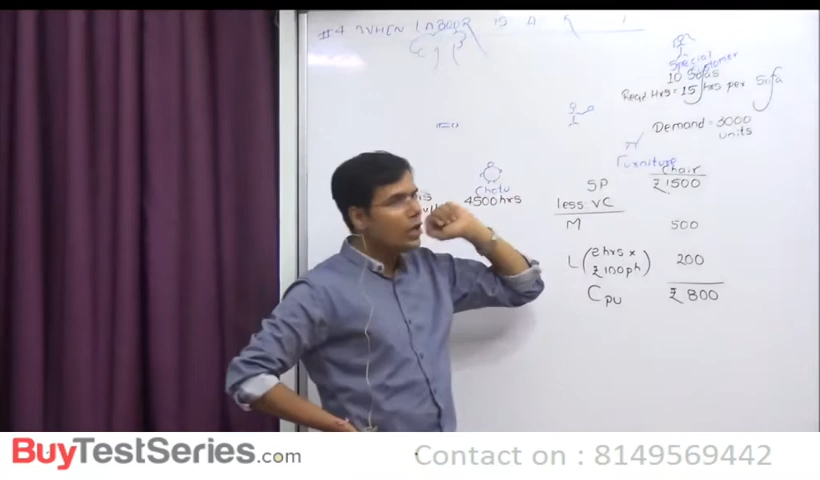 #4 WHEN LABOUR IS A
Special
Customer
10 Sofas
Reqd Hrs = 15 hrs per Sofa
Demand = 3000
units
Furniture
Chair
Chotu
4500 hrs
SP ₹1500
less: VC
M 500
L (2 hrs x
₹100 ph) 200
CPU ₹800
BuyTestSeries.com
Contact on : 8149569442